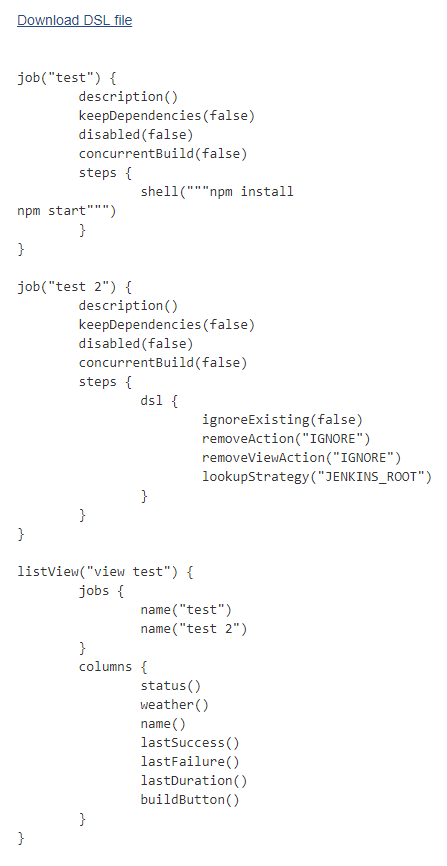 Download DSL file
job("test") {
        description()
        keepDependencies(false)
        disabled(false)
        concurrentBuild(false)
        steps {
                shell("""npm install
npm start""")
        }
}
job("test 2") {
        description()
        keepDependencies(false)
        disabled(false)
        concurrentBuild(false)
        steps {
                dsl {
                        ignoreExisting(false)
                        removeAction("IGNORE")
                        removeViewAction("IGNORE")
                        lookupStrategy("JENKINS_ROOT")
                }
        }
}
listView("view test") {
        jobs {
                name("test")
                name("test 2")
        }
        columns {
                status()
                weather()
                name()
                lastSuccess()
                lastFailure()
                lastDuration()
                buildButton()
        }
}